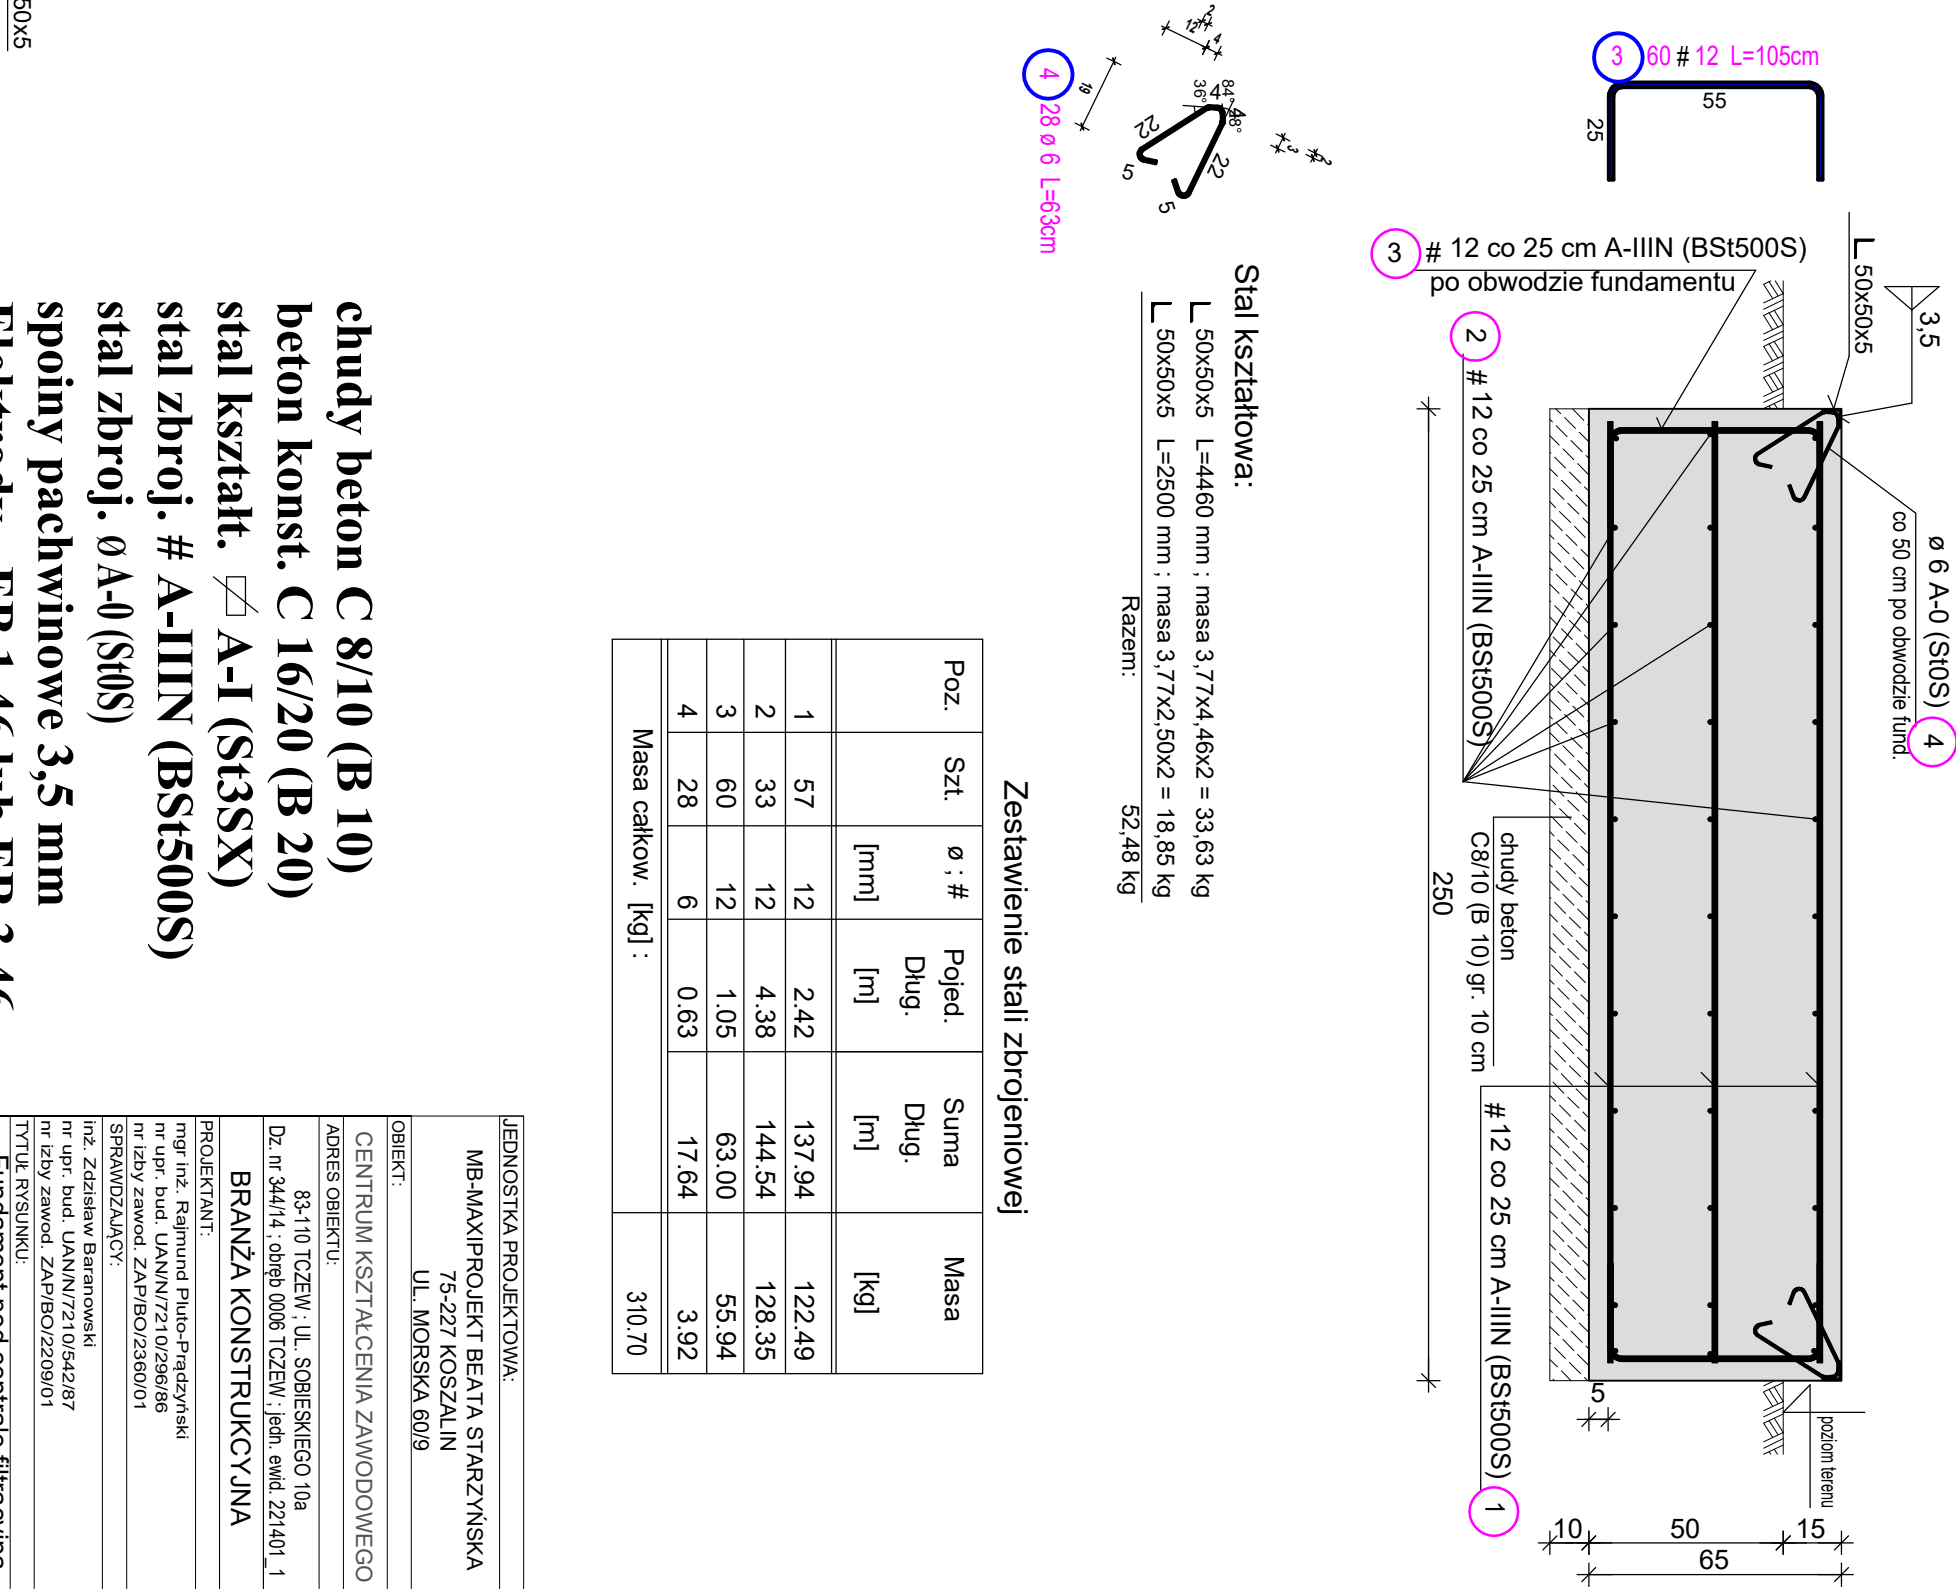 50x5
3 60 # 12 L=105cm
55
25
4 28 ø 6 L=63cm
2
12
4
19
36°
84°
4
4
48°
22
22
5
5
3
2
3 # 12 co 25 cm A-IIIN (BSt500S)
po obwodzie fundamentu
L 50x50x5
3,5
2 # 12 co 25 cm A-IIIN (BSt500S)
ø 6 A-0 (St0S) 4
co 50 cm po obwodzie fund.
chudy beton
C8/10 (B 10) gr. 10 cm
250
# 12 co 25 cm A-IIIN (BSt500S) 1
5
poziom terenu
10
50
15
65
Stal kształtowa:
L 50x50x5 L=4460 mm ; masa 3,77x4,46x2 = 33,63 kg
L 50x50x5 L=2500 mm ; masa 3,77x2,50x2 = 18,85 kg
Razem: 52,48 kg
Zestawienie stali zbrojeniowej
Poz. Szt. ø ; # [mm] Pojed. Dług. [m] Suma Dług. [m] Masa [kg]
1 57 12 2.42 137.94 122.49
2 33 12 4.38 144.54 128.35
3 60 12 1.05 63.00 55.94
4 28 6 0.63 17.64 3.92
Masa całkow. [kg] : 310.70
chudy beton C 8/10 (B 10)
beton konst. C 16/20 (B 20)
stal kształt. A-I (St3SX)
stal zbroj. # A-IIIN (BSt500S)
stal zbroj. ø A-0 (St0S)
spoiny pachwinowe 3,5 mm
JEDNOSTKA PROJEKTOWA:
MB-MAXIPROJEKT BEATA STARZYŃSKA
75-227 KOSZALIN
UL. MORSKA 60/9
OBIEKT:
CENTRUM KSZTAŁCENIA ZAWODOWEGO
ADRES OBIEKTU:
83-110 TCZEW ; UL. SOBIESKIEGO 10a
Dz. nr 344/14 ; obręb 0006 TCZEW ; jedn. ewid. 221401_1
BRANŻA KONSTRUKCYJNA
PROJEKTANT:
mgr inż. Rajmund Pluto-Prądzyński
nr upr. bud. UAN/N/7210/296/86
nr izby zawod. ZAP/BO/2360/01
SPRAWDZAJĄCY:
inż. Zdzisław Baranowski
nr upr. bud. UAN/N/7210/542/87
nr izby zawod. ZAP/BO/2209/01
TYTUŁ RYSUNKU: